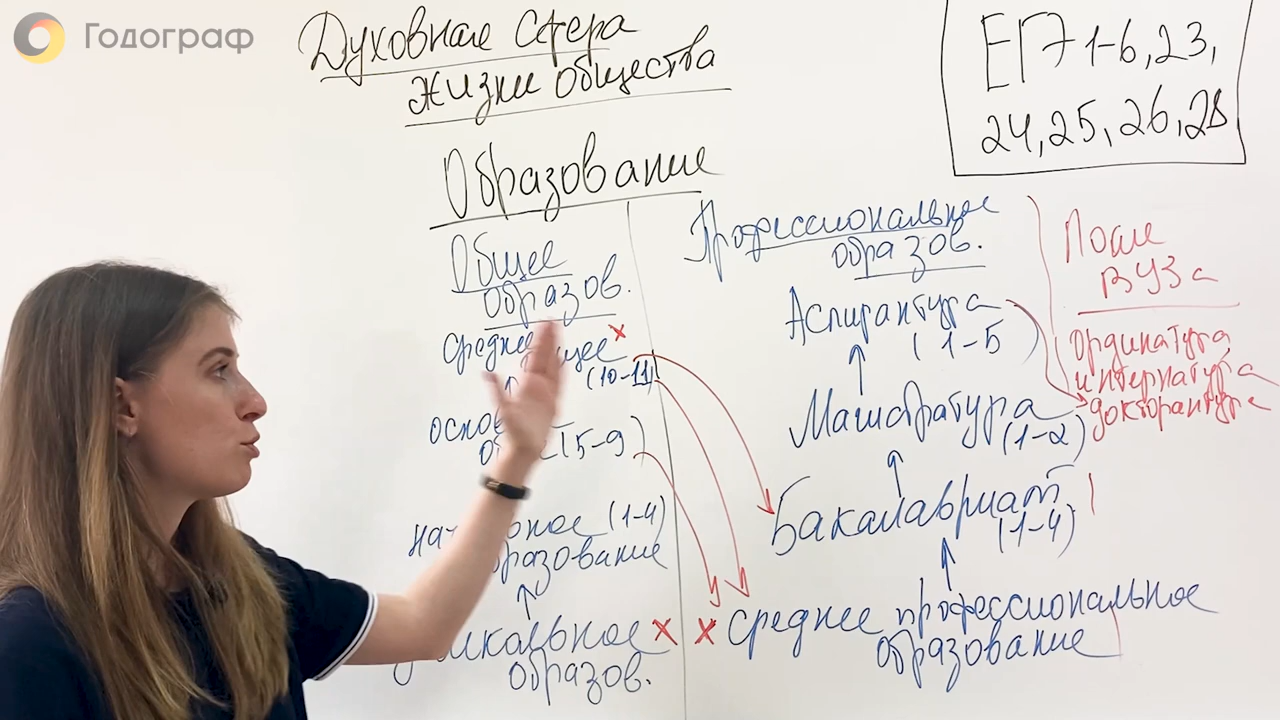 Годограф
Духовная сфера
жизни общества
ЕГЭ 1-6, 23,
24, 25, 26, 28
Образование
Общее
образов.
среднее общее
(10-11)
(5-9)
(1-4)
образов.
Профессиональное
образов.
Аспирантура
(1-5)
Магистратура
(1-2)
Бакалавриат
(1-4)
среднее профессиональное
образование
После
ВУЗа
ординатура
интернатура
докторантура